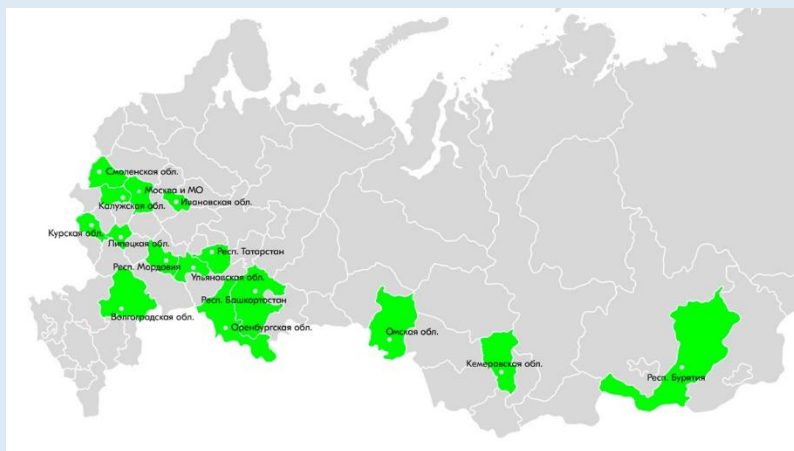 Смоленская обл.
Москва и МО
Калужская обл.
Ивановская обл.
Курская обл.
Липецкая обл.
Респ. Татарстан
Респ. Мордовия
Ульяновская обл.
Респ. Башкортостан
Волгоградская обл.
Оренбургская обл.
Омская обл.
Кемеровская обл.
Респ. Бурятия